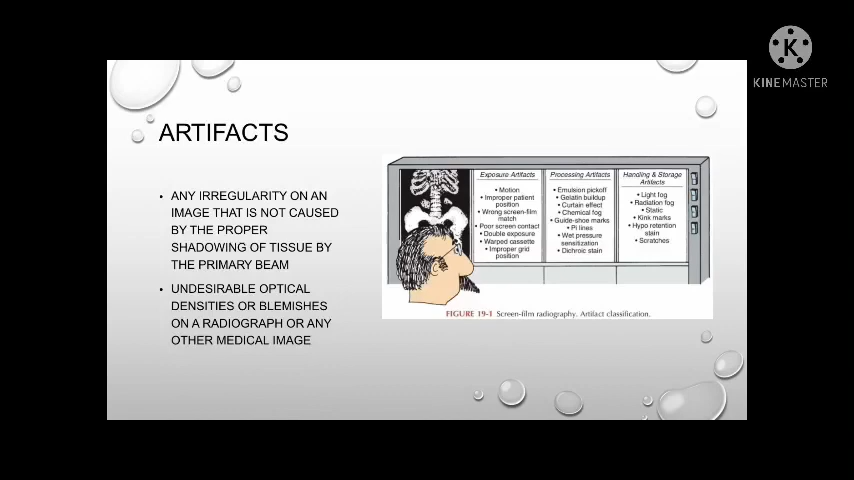 K
KINEMASTER
ARTIFACTS
• ANY IRREGULARITY ON AN
IMAGE THAT IS NOT CAUSED
BY THE PROPER
SHADOWING OF TISSUE BY
THE PRIMARY BEAM
• UNDESIRABLE OPTICAL
DENSITIES OR BLEMISHES
ON A RADIOGRAPH OR ANY
OTHER MEDICAL IMAGE
Exposure Artifacts
• Motion
• Improper patient
position
• Wrong screen-film
match
• Poor screen contact
• Double exposure
• Warped cassette
• Improper grid
position
Processing Artifacts
• Emulsion pickoff
• Gelatin buildup
• Curtain effect
• Chemical fog
• Guide-shoe marks
• Pi lines
• Wet pressure
sensitization
• Dichroic stain
Handling & Storage
Artifacts
• Light fog
• Radiation fog
• Static
• Kink marks
• Hypo retention
stain
• Scratches
FIGURE 19-1 Screen-film radiography. Artifact classification.